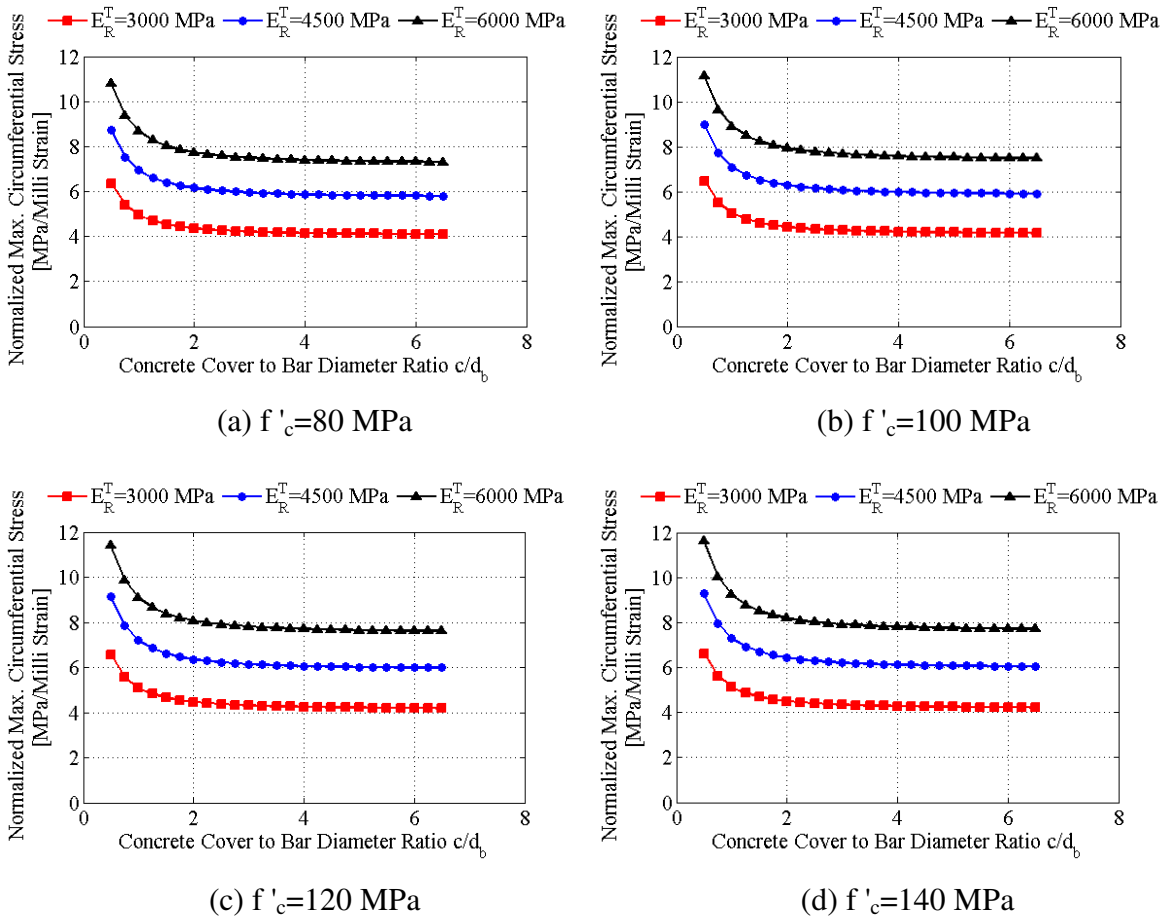 E_R^T=3000 MPa E_R^T=4500 MPa E_R^T=6000 MPa
Normalized Max. Circumferential Stress
[MPa/Milli Strain]
12
10
8
6
4
2
0
0 2 4 6 8
Concrete Cover to Bar Diameter Ratio c/d_b
(a) f '_c=80 MPa
E_R^T=3000 MPa E_R^T=4500 MPa E_R^T=6000 MPa
Normalized Max. Circumferential Stress
[MPa/Milli Strain]
12
10
8
6
4
2
0
0 2 4 6 8
Concrete Cover to Bar Diameter Ratio c/d_b
(b) f '_c=100 MPa
E_R^T=3000 MPa E_R^T=4500 MPa E_R^T=6000 MPa
Normalized Max. Circumferential Stress
[MPa/Milli Strain]
12
10
8
6
4
2
0
0 2 4 6 8
Concrete Cover to Bar Diameter Ratio c/d_b
(c) f '_c=120 MPa
E_R^T=3000 MPa E_R^T=4500 MPa E_R^T=6000 MPa
Normalized Max. Circumferential Stress
[MPa/Milli Strain]
12
10
8
6
4
2
0
0 2 4 6 8
Concrete Cover to Bar Diameter Ratio c/d_b
(d) f '_c=140 MPa